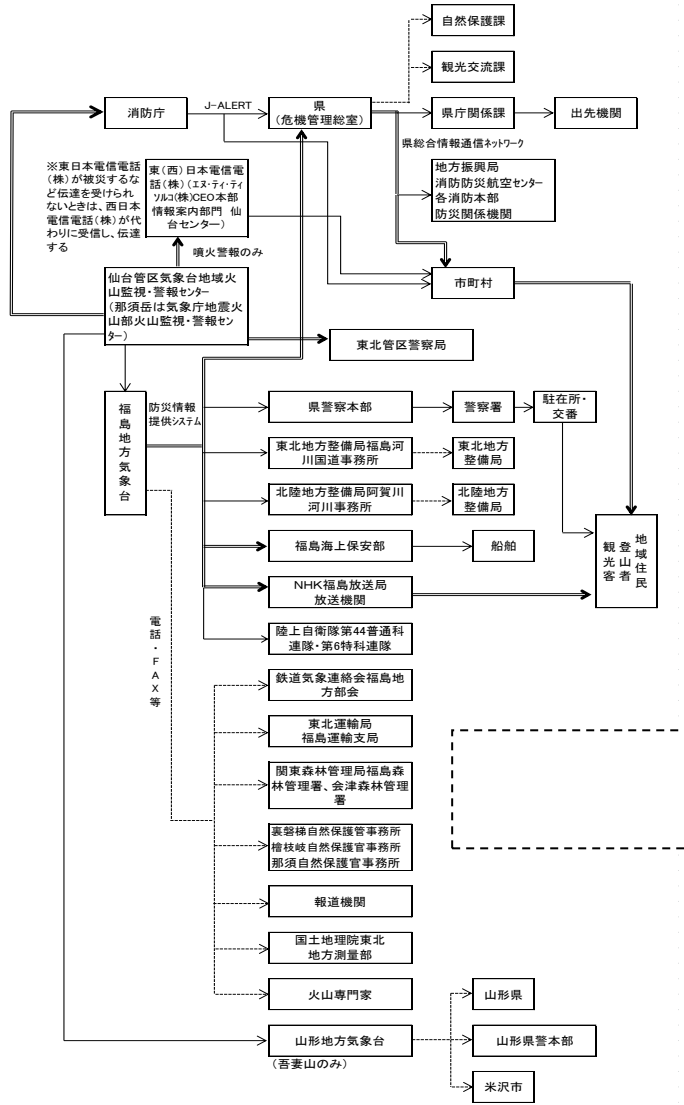 自然保護課
観光交流課
消防庁
J-ALERT
県
(危機管理総室)
県庁関係課
出先機関
県総合情報通信ネットワーク
※東日本電信電話
(株)が被災するな
ど伝達を受けられ
ないときは、西日本
電信電話(株)が代
わりに受信し、伝達
する
東(西)日本電信電
話(株)(エヌ・ティ・ティ
ソルコ(株)CEO本部
情報案内部門 仙
台センター)
地方振興局
消防防災航空センター
各消防本部
防災関係機関
噴火警報のみ
市町村
仙台管区気象台地域火
山監視・警報センター
(那須岳は気象庁地震火
山部火山監視・警報セン
ター)
東北管区警察局
福島地方気象台
防災情報
提供システム
県警察本部
警察署
駐在所・
交番
東北地方整備局福島河
川国道事務所
東北地方
整備局
北陸地方整備局阿賀川
河川事務所
北陸地方
整備局
福島海上保安部
船舶
地域住民
登山者
観光客
NHK福島放送局
放送機関
陸上自衛隊第44普通科
連隊・第6特科連隊
電話・FAX等
鉄道気象連絡会福島地
方部会
東北運輸局
福島運輸支局
関東森林管理局福島森
林管理署、会津森林管理
署
裏磐梯自然保護管事務所
檜枝岐自然保護官事務所
那須自然保護官事務所
報道機関
国土地理院東北
地方測量部
火山専門家
山形地方気象台
(吾妻山のみ)
山形県
山形県警本部
米沢市